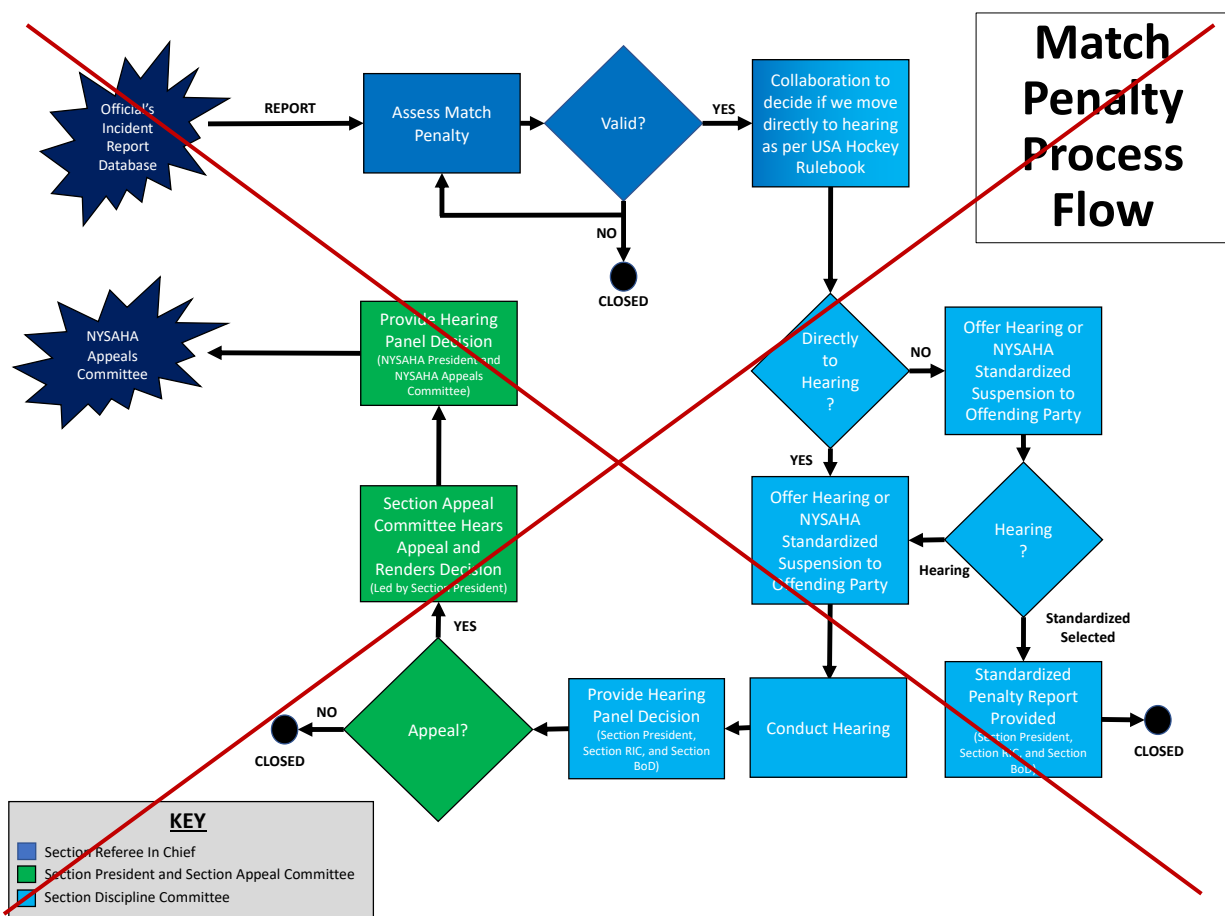 Match
Penalty
Process
Flow
Official's
Incident
Report
Database
REPORT
Assess Match
Penalty
Valid?
YES
Collaboration to
decide if we move
directly to hearing
as per USA Hockey
Rulebook
NO
CLOSED
NYSAHA
Appeals
Committee
Provide Hearing
Panel Decision
(NYSAHA President and
NYSAHA Appeals
Committee)
Directly
to
Hearing
?
NO
Offer Hearing or
NYSAHA
Standardized
Suspension to
Offending Party
YES
Section Appeal
Committee Hears
Appeal and
Renders Decision
(Led by Section President)
Offer Hearing or
NYSAHA
Standardized
Suspension to
Offending Party
Hearing
?
Hearing
Standardized
Selected
YES
Appeal?
NO
CLOSED
Provide Hearing
Panel Decision
(Section President,
Section RIC, and Section
BoD)
Conduct Hearing
Standardized
Penalty Report
Provided
(Section President,
Section RIC, and Section
BoD)
CLOSED
KEY
Section Referee In Chief
Section President and Section Appeal Committee
Section Discipline Committee